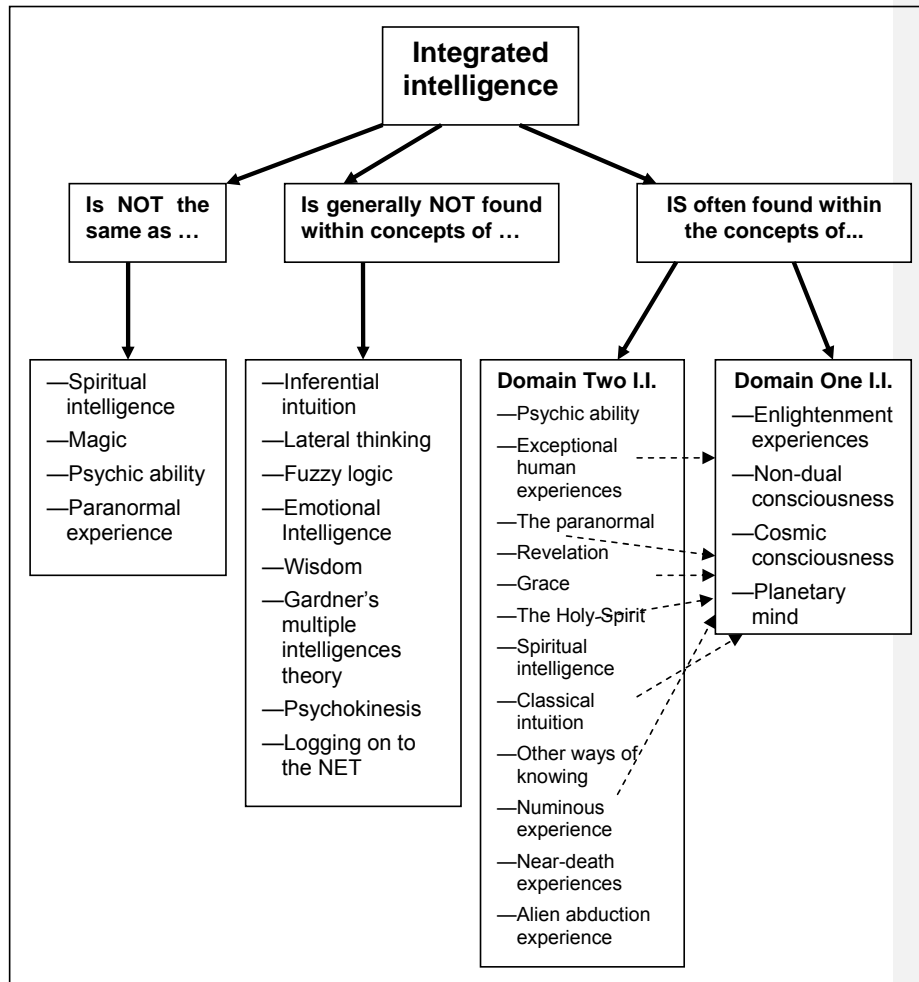 Integrated
intelligence
Is NOT the
same as …
Is generally NOT found
within concepts of …
IS often found within
the concepts of...
—Spiritual
intelligence
—Magic
—Psychic ability
—Paranormal
experience
—Inferential
intuition
—Lateral thinking
—Fuzzy logic
—Emotional
Intelligence
—Wisdom
—Gardner’s
multiple
intelligences
theory
—Psychokinesis
—Logging on to
the NET
Domain Two I.I.
—Psychic ability
—Exceptional
human
experiences
—The paranormal
—Revelation
—Grace
—The Holy Spirit
—Spiritual
intelligence
—Classical
intuition
—Other ways of
knowing
—Numinous
experience
—Near-death
experiences
—Alien abduction
experience
Domain One I.I.
—Enlightenment
experiences
—Non-dual
consciousness
—Cosmic
consciousness
—Planetary
mind